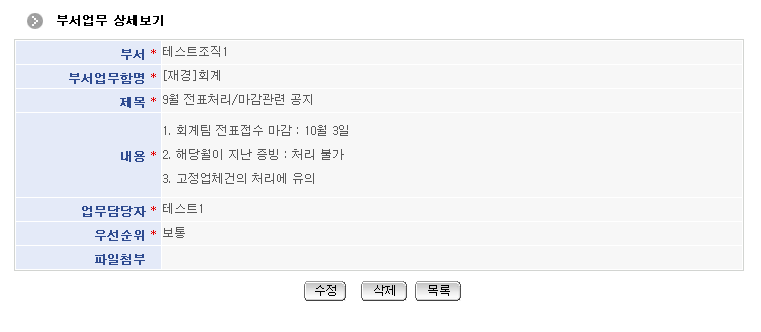 부서업무 상세보기
부서 * 테스트조직1
부서업무함명 * [재경]회계
제목 * 9월 전표처리/마감관련 공지
내용 * 1. 회계팀 전표접수 마감 : 10월 3일
2. 해당월이 지난 증빙 : 처리 불가
3. 고정업체건의 처리에 유의
업무담당자 * 테스트1
우선순위 * 보통
파일첨부
수정 삭제 목록